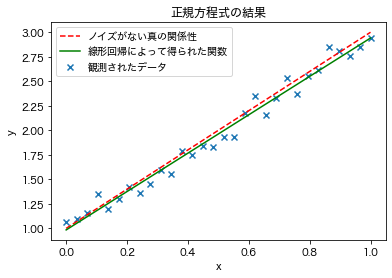 正規方程式の結果
ノイズがない真の関係性
線形回帰によって得られた関数
観測されたデータ
y
3.00
2.75
2.50
2.25
2.00
1.75
1.50
1.25
1.00
0.0 0.2 0.4 0.6 0.8 1.0
x